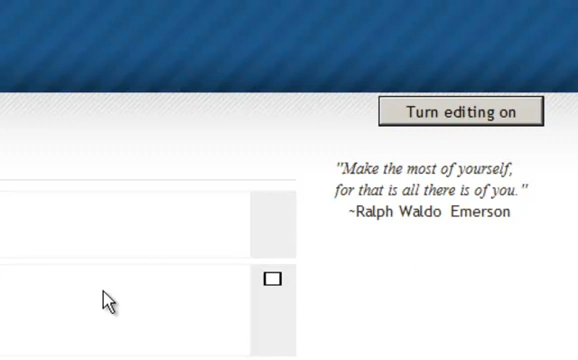 Turn editing on
"Make the most of yourself,
for that is all there is of you."
~Ralph Waldo Emerson